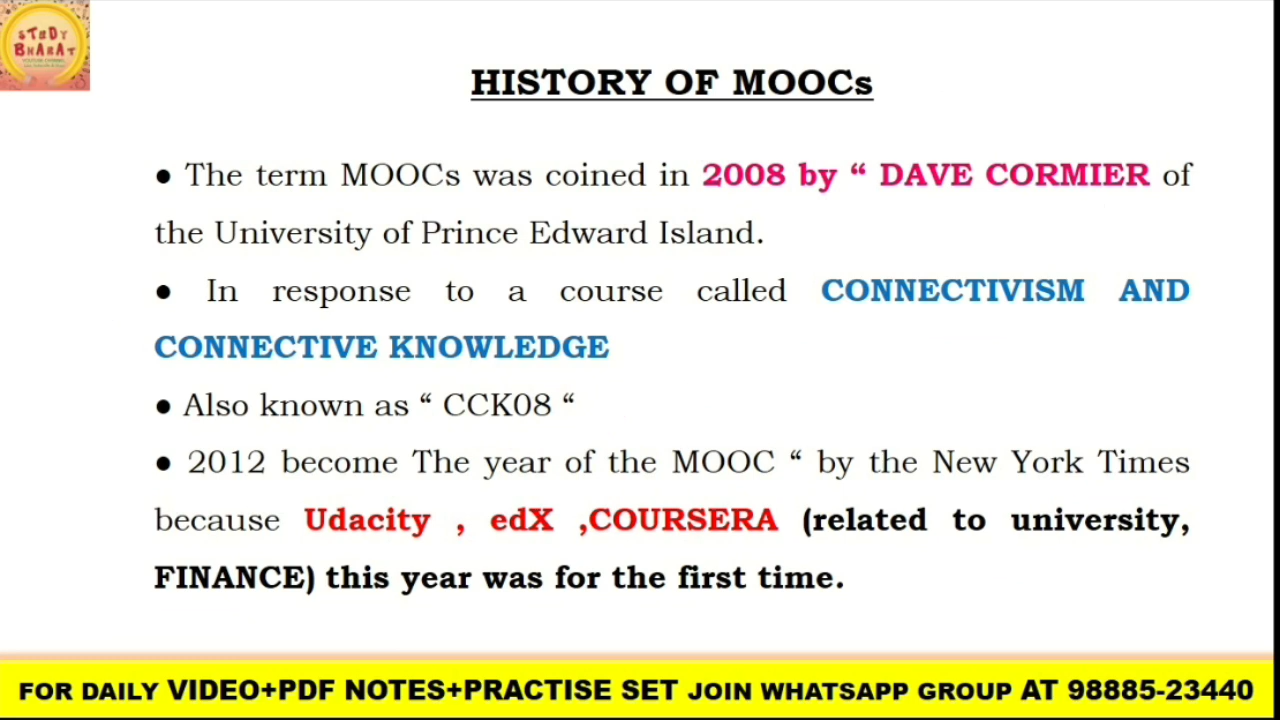 STUDY
BHARAT
HISTORY OF MOOCs
● The term MOOCs was coined in 2008 by “ DAVE CORMIER of
the University of Prince Edward Island.
● In response to a course called CONNECTIVISM AND
CONNECTIVE KNOWLEDGE
● Also known as “ CCK08 “
● 2012 become The year of the MOOC “ by the New York Times
because Udacity , edX ,COURSERA (related to university,
FINANCE) this year was for the first time.
FOR DAILY VIDEO+PDF NOTES+PRACTISE SET JOIN WHATSAPP GROUP AT 98885-23440